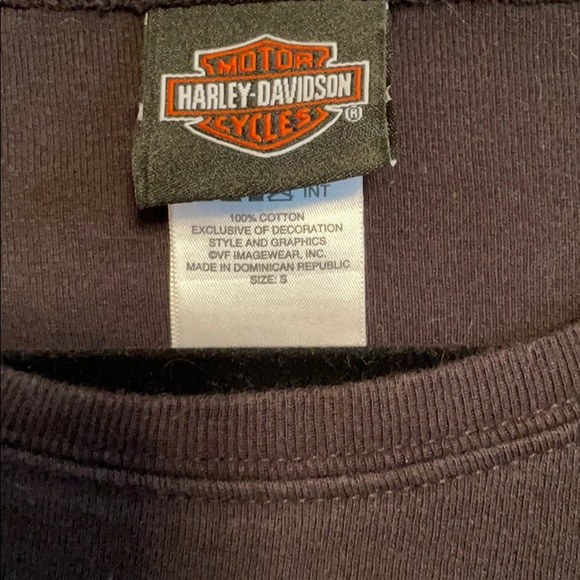 MOTOR
HARLEY-DAVIDSON
CYCLES
®
INT
100% COTTON
EXCLUSIVE OF DECORATION
STYLE AND GRAPHICS
©VF IMAGEWEAR, INC.
MADE IN DOMINICAN REPUBLIC
SIZE: S